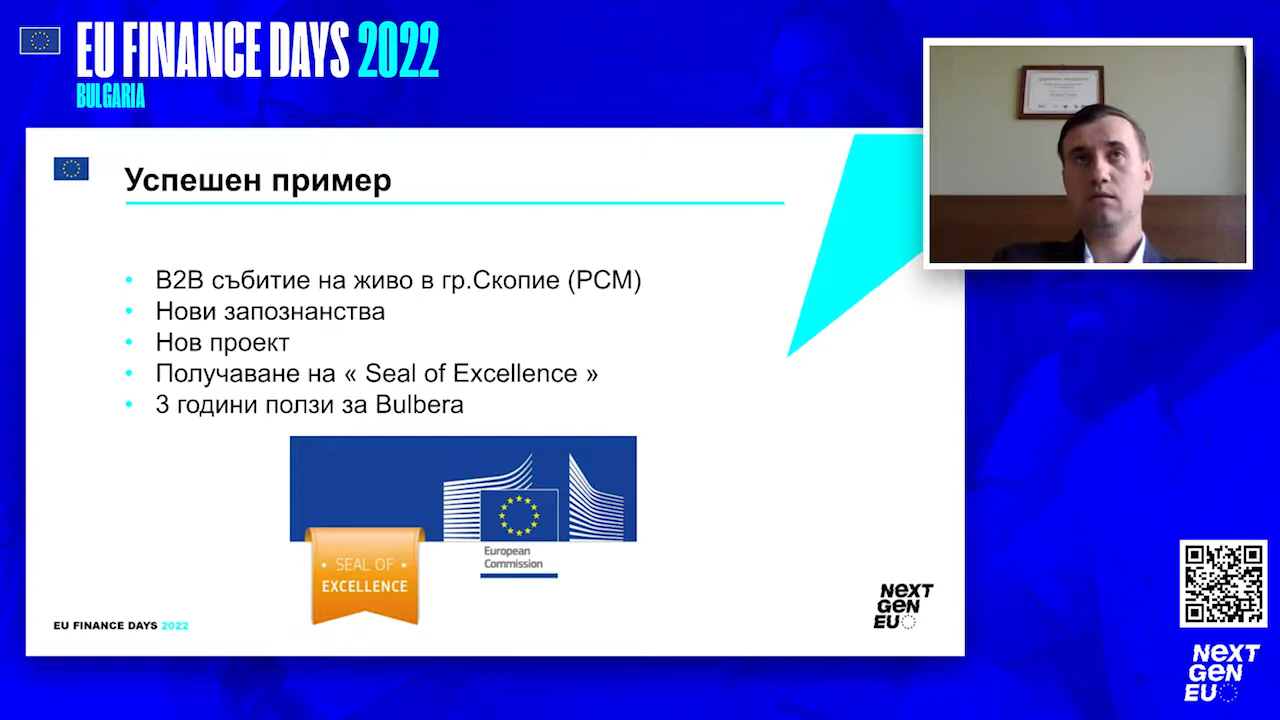 EU FINANCE DAYS 2022
BULGARIA
Успешен пример
• B2B събитие на живо в гр.Скопие (РСМ)
• Нови запознанства
• Нов проект
• Получаване на « Seal of Excellence »
• 3 години ползи за Bulbera
SEAL OF
EXCELLENCE
European
Commission
EU FINANCE DAYS 2022
NEXT
GEN
EU
NEXT
GEN
EU